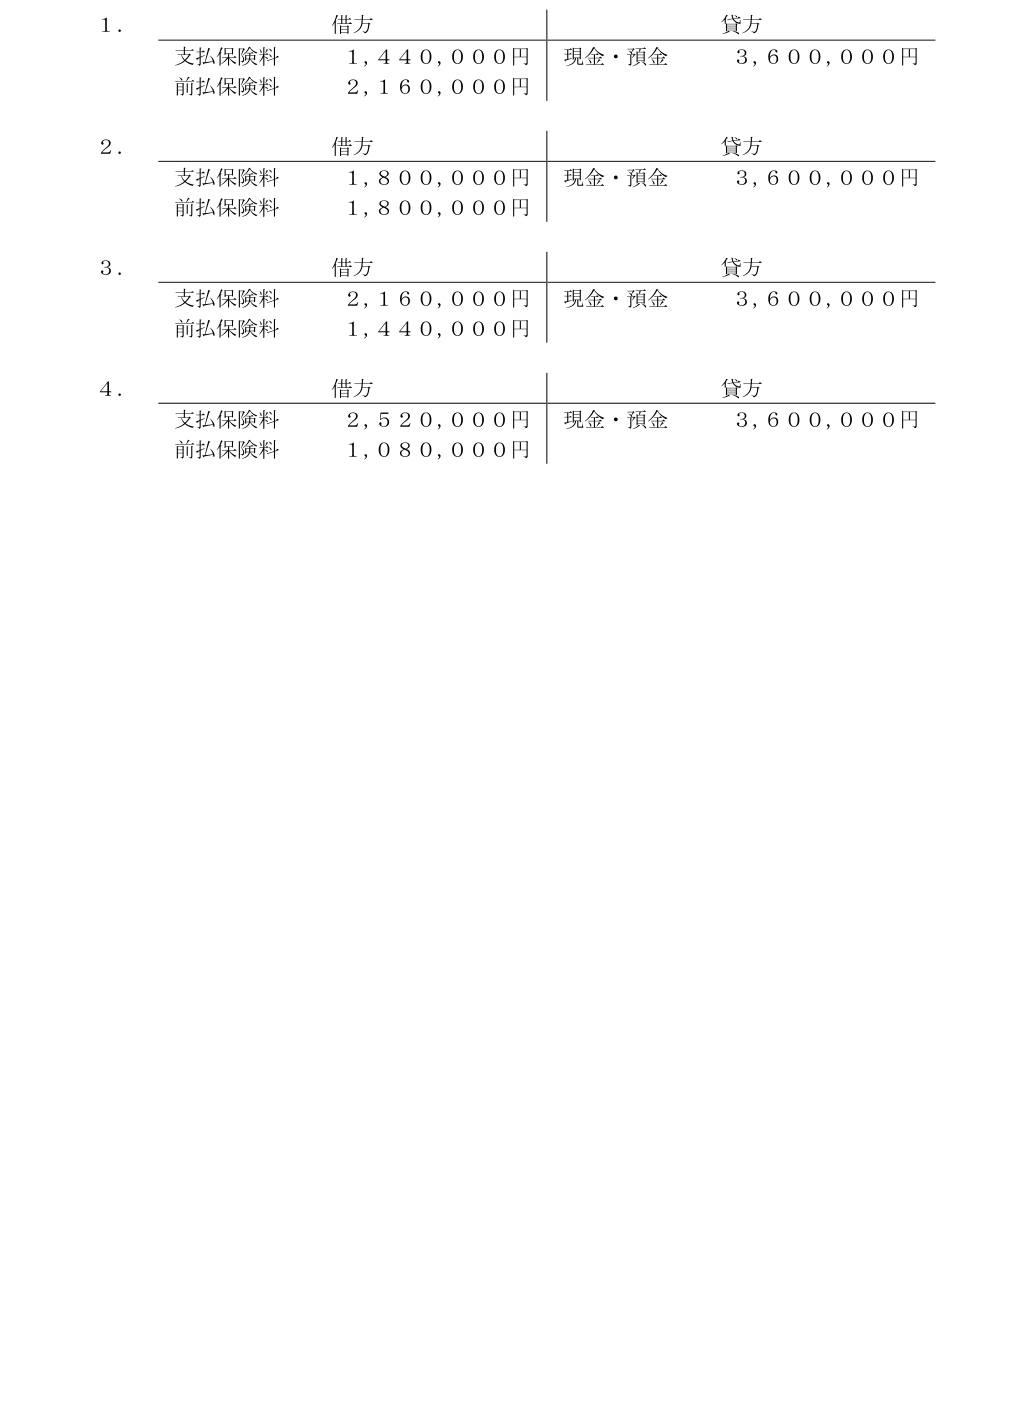 １．　借方　貸方
支払保険料　１，４４０，０００円　現金・預金　３，６００，０００円
前払保険料　２，１６０，０００円
２．　借方　貸方
支払保険料　１，８００，０００円　現金・預金　３，６００，０００円
前払保険料　１，８００，０００円
３．　借方　貸方
支払保険料　２，１６０，０００円　現金・預金　３，６００，０００円
前払保険料　１，４４０，０００円
４．　借方　貸方
支払保険料　２，５２０，０００円　現金・預金　３，６００，０００円
前払保険料　１，０８０，０００円